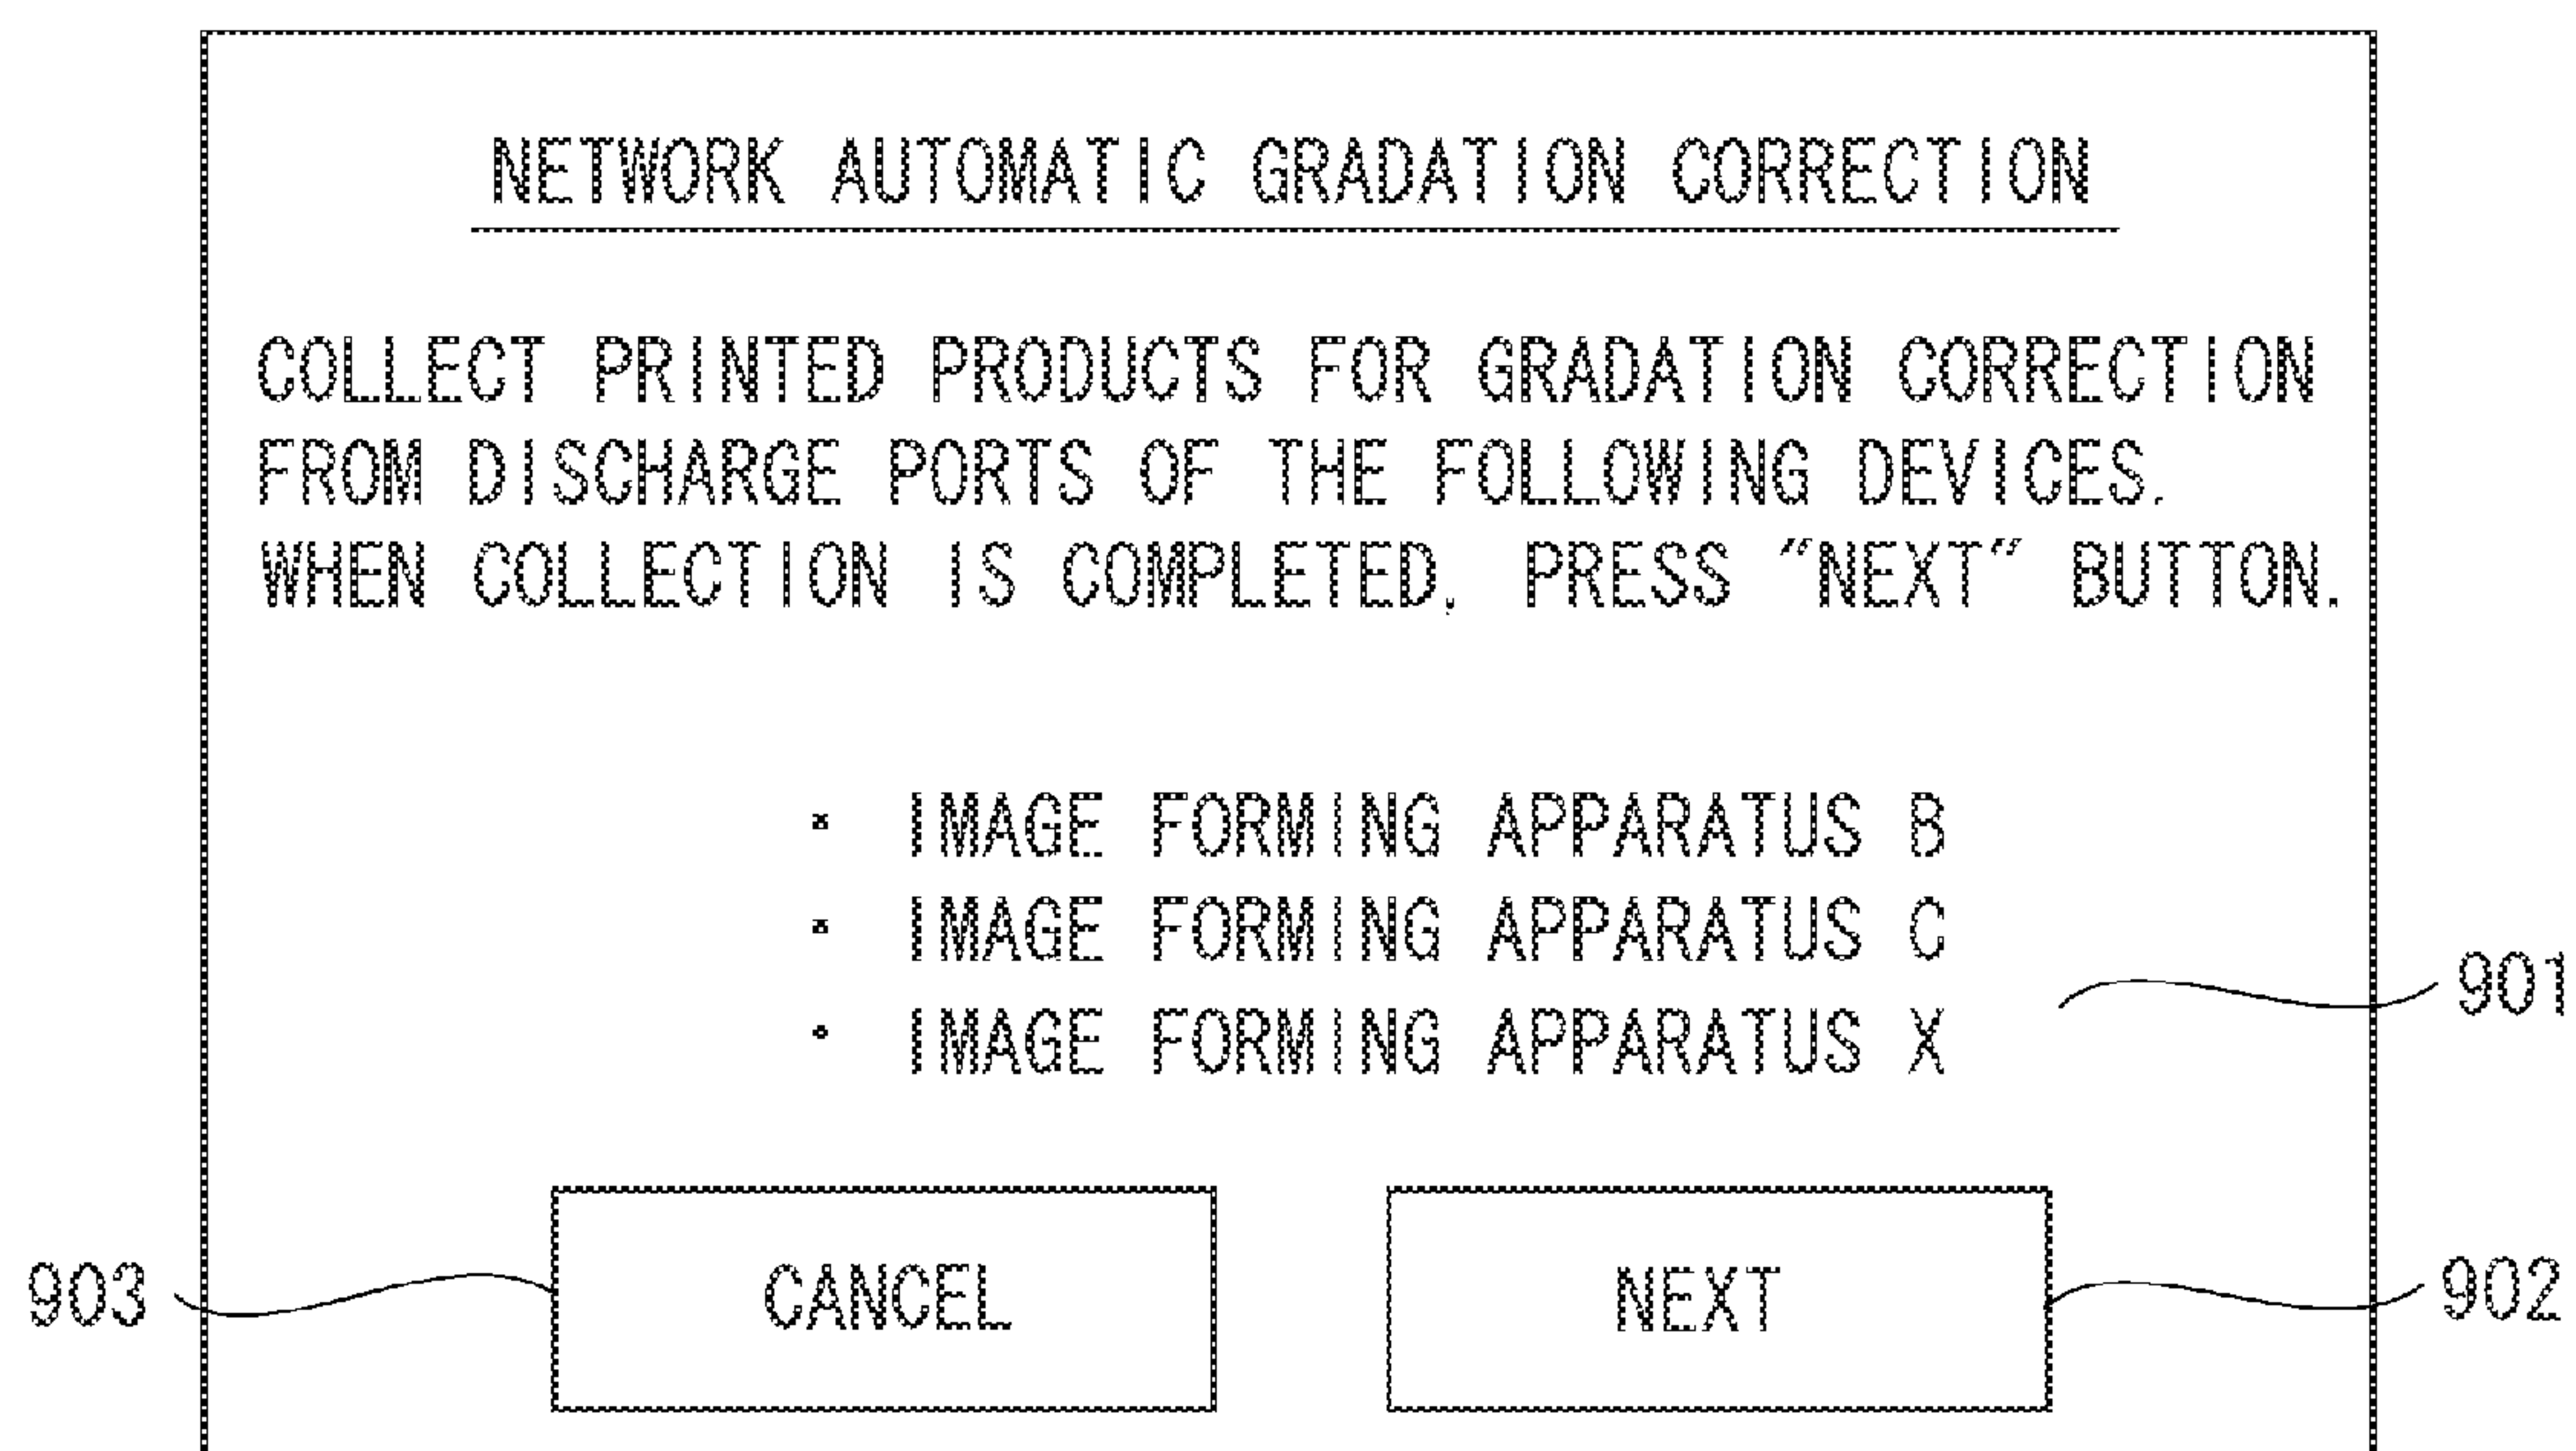 NETWORK AUTOMATIC GRADATION CORRECTION
COLLECT PRINTED PRODUCTS FOR GRADATION CORRECTION
FROM DISCHARGE PORTS OF THE FOLLOWING DEVICES.
WHEN COLLECTION IS COMPLETED, PRESS "NEXT" BUTTON.
· IMAGE FORMING APPARATUS B
· IMAGE FORMING APPARATUS C
· IMAGE FORMING APPARATUS X
901
903 CANCEL NEXT 902